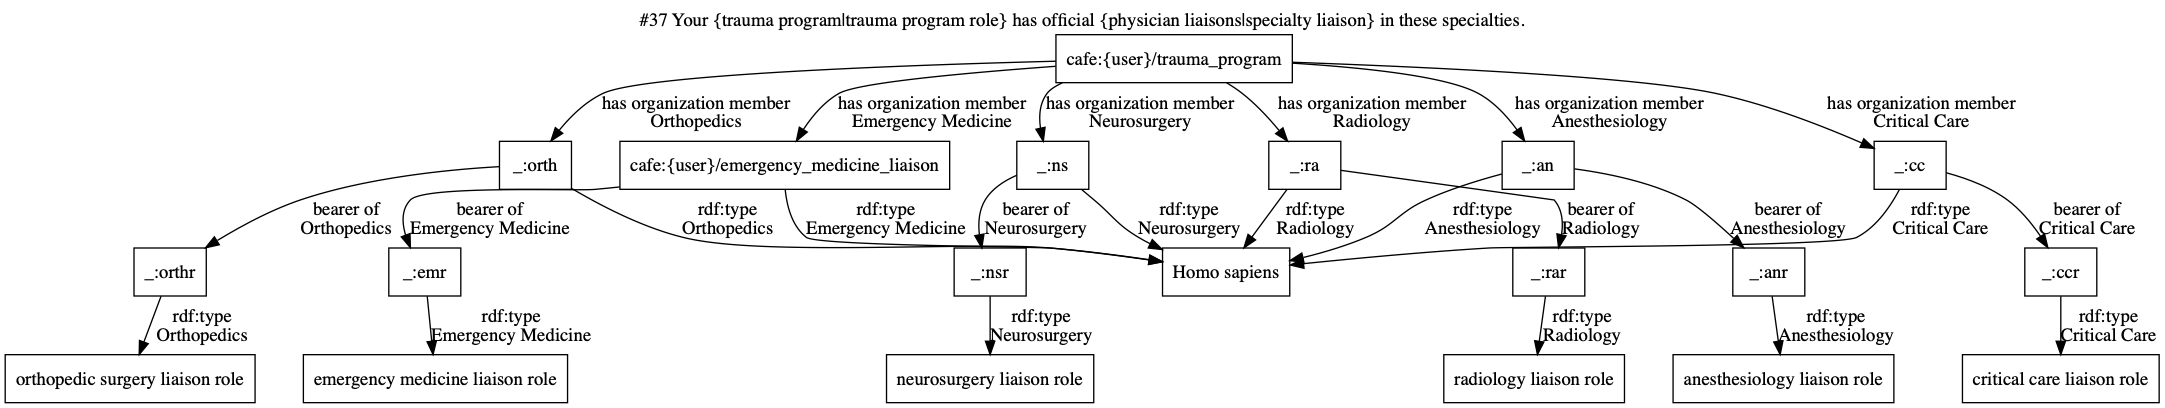 #37 Your {trauma program|trauma program role} has official {physician liaisons|specialty liaison} in these specialties.
cafe:{user}/trauma_program
has organization member
Orthopedics
has organization member
Emergency Medicine
has organization member
Neurosurgery
has organization member
Radiology
has organization member
Anesthesiology
has organization member
Critical Care
_:orth
cafe:{user}/emergency_medicine_liaison
_:ns
_:ra
_:an
_:cc
bearer of
Orthopedics
bearer of
Emergency Medicine
rdf:type
Orthopedics
rdf:type
Emergency Medicine
bearer of
Neurosurgery
rdf:type
Neurosurgery
rdf:type
Radiology
rdf:type
Anesthesiology
bearer of
Radiology
bearer of
Anesthesiology
rdf:type
Critical Care
bearer of
Critical Care
_:orthr
_:emr
_:nsr
Homo sapiens
_:rar
_:anr
_:ccr
rdf:type
Orthopedics
rdf:type
Emergency Medicine
rdf:type
Neurosurgery
rdf:type
Radiology
rdf:type
Anesthesiology
rdf:type
Critical Care
orthopedic surgery liaison role
emergency medicine liaison role
neurosurgery liaison role
radiology liaison role
anesthesiology liaison role
critical care liaison role